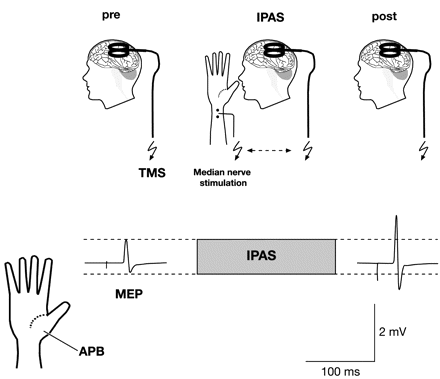 pre
IPAS
post
TMS
Median nerve
stimulation
IPAS
MEP
APB
2 mV
100 ms